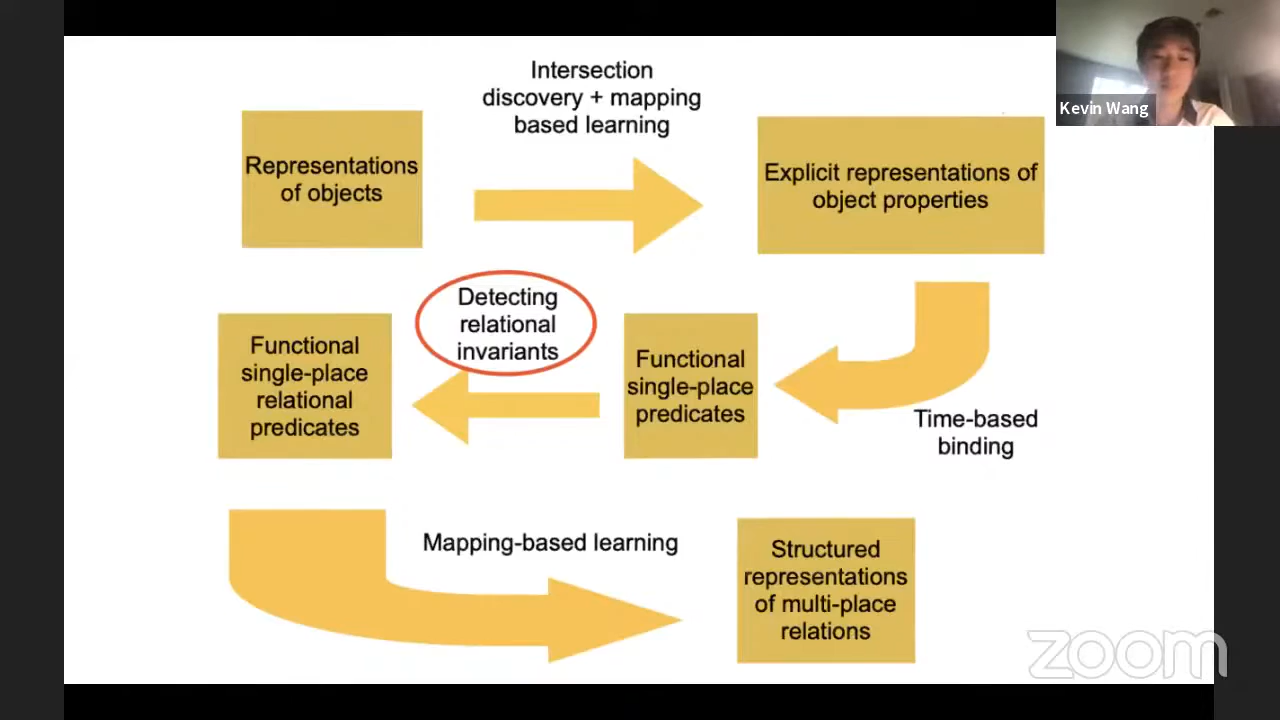 Intersection
discovery + mapping
based learning
Kevin Wang
Representations
of objects
Explicit representations of
object properties
Detecting
relational
invariants
Functional
single-place
relational
predicates
Functional
single-place
predicates
Time-based
binding
Mapping-based learning
Structured
representations
of multi-place
relations
zoom